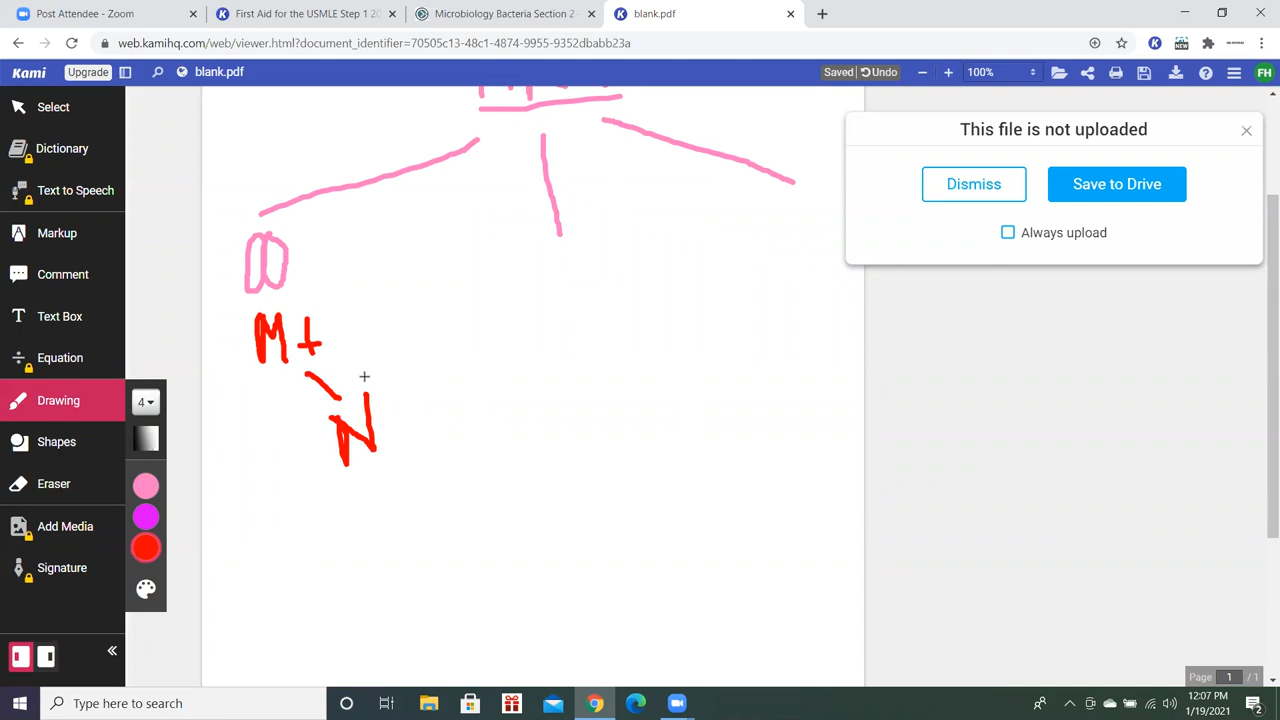 Post Attendee - Zoom
First Aid for the USMLE Step 1 20
Microbiology Bacteria Section 2 -
blank.pdf
web.kamihq.com/web/viewer.html?document_identifier=70505c13-48c1-4874-9955-9352dbabb23a
NEW
Kami
Upgrade
blank.pdf
Saved Undo
100%
FH
Select
Dictionary
Text to Speech
Markup
Comment
Text Box
Equation
Drawing
Shapes
Eraser
Add Media
Signature
4
This file is not uploaded
Dismiss
Save to Drive
Always upload
M+
N
Page 1 / 1
Type here to search
12:07 PM
1/19/2021
2